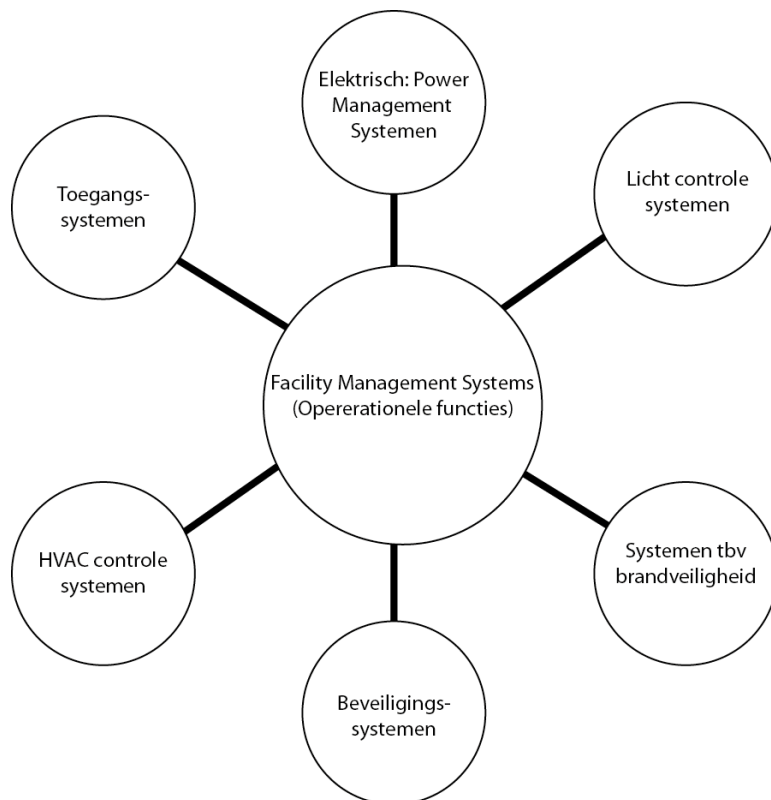 Elektrisch: Power
Management
Systemen
Toegangs-
systemen
Licht controle
systemen
Facility Management Systems
(Opererationele functies)
HVAC controle
systemen
Systemen tbv
brandveiligheid
Beveiligings-
systemen